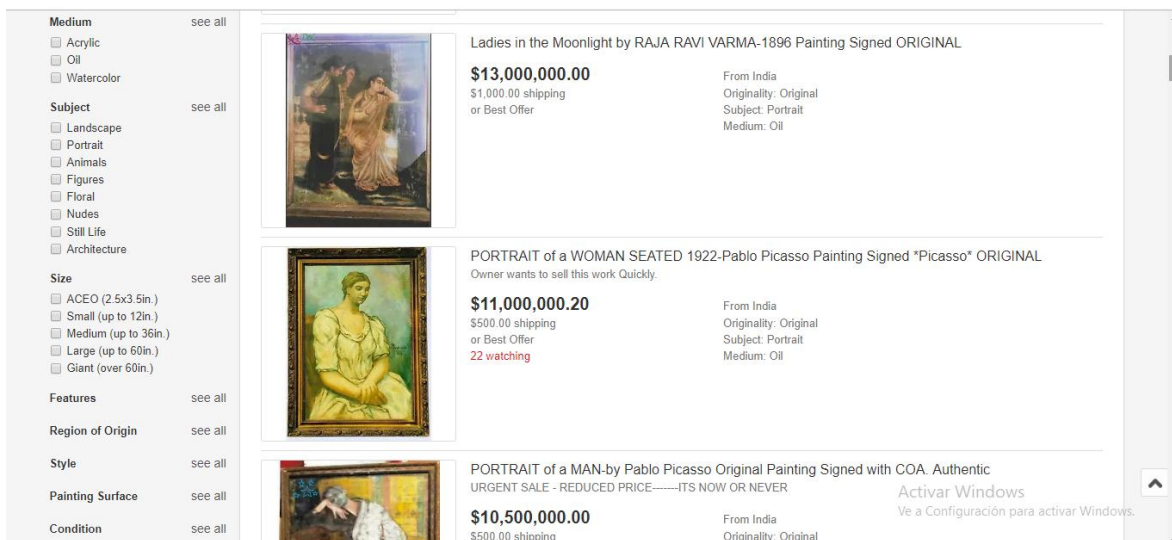 Medium see all
Acrylic
Oil
Watercolor
Subject see all
Landscape
Portrait
Animals
Figures
Floral
Nudes
Still Life
Architecture
Size see all
ACEO (2.5x3.5in.)
Small (up to 12in.)
Medium (up to 36in.)
Large (up to 60in.)
Giant (over 60in.)
Features see all
Region of Origin see all
Style see all
Painting Surface see all
Condition see all
Ladies in the Moonlight by RAJA RAVI VARMA-1896 Painting Signed ORIGINAL
$13,000,000.00 From India
$1,000.00 shipping Originality: Original
or Best Offer Subject: Portrait
Medium: Oil
PORTRAIT of a WOMAN SEATED 1922-Pablo Picasso Painting Signed *Picasso* ORIGINAL
Owner wants to sell this work Quickly.
$11,000,000.20 From India
$500.00 shipping Originality: Original
or Best Offer Subject: Portrait
22 watching Medium: Oil
PORTRAIT of a MAN-by Pablo Picasso Original Painting Signed with COA. Authentic
URGENT SALE - REDUCED PRICE-------ITS NOW OR NEVER
$10,500,000.00 From India
$500.00 shipping Originality: Original
Activar Windows
Ve a Configuración para activar Windows.